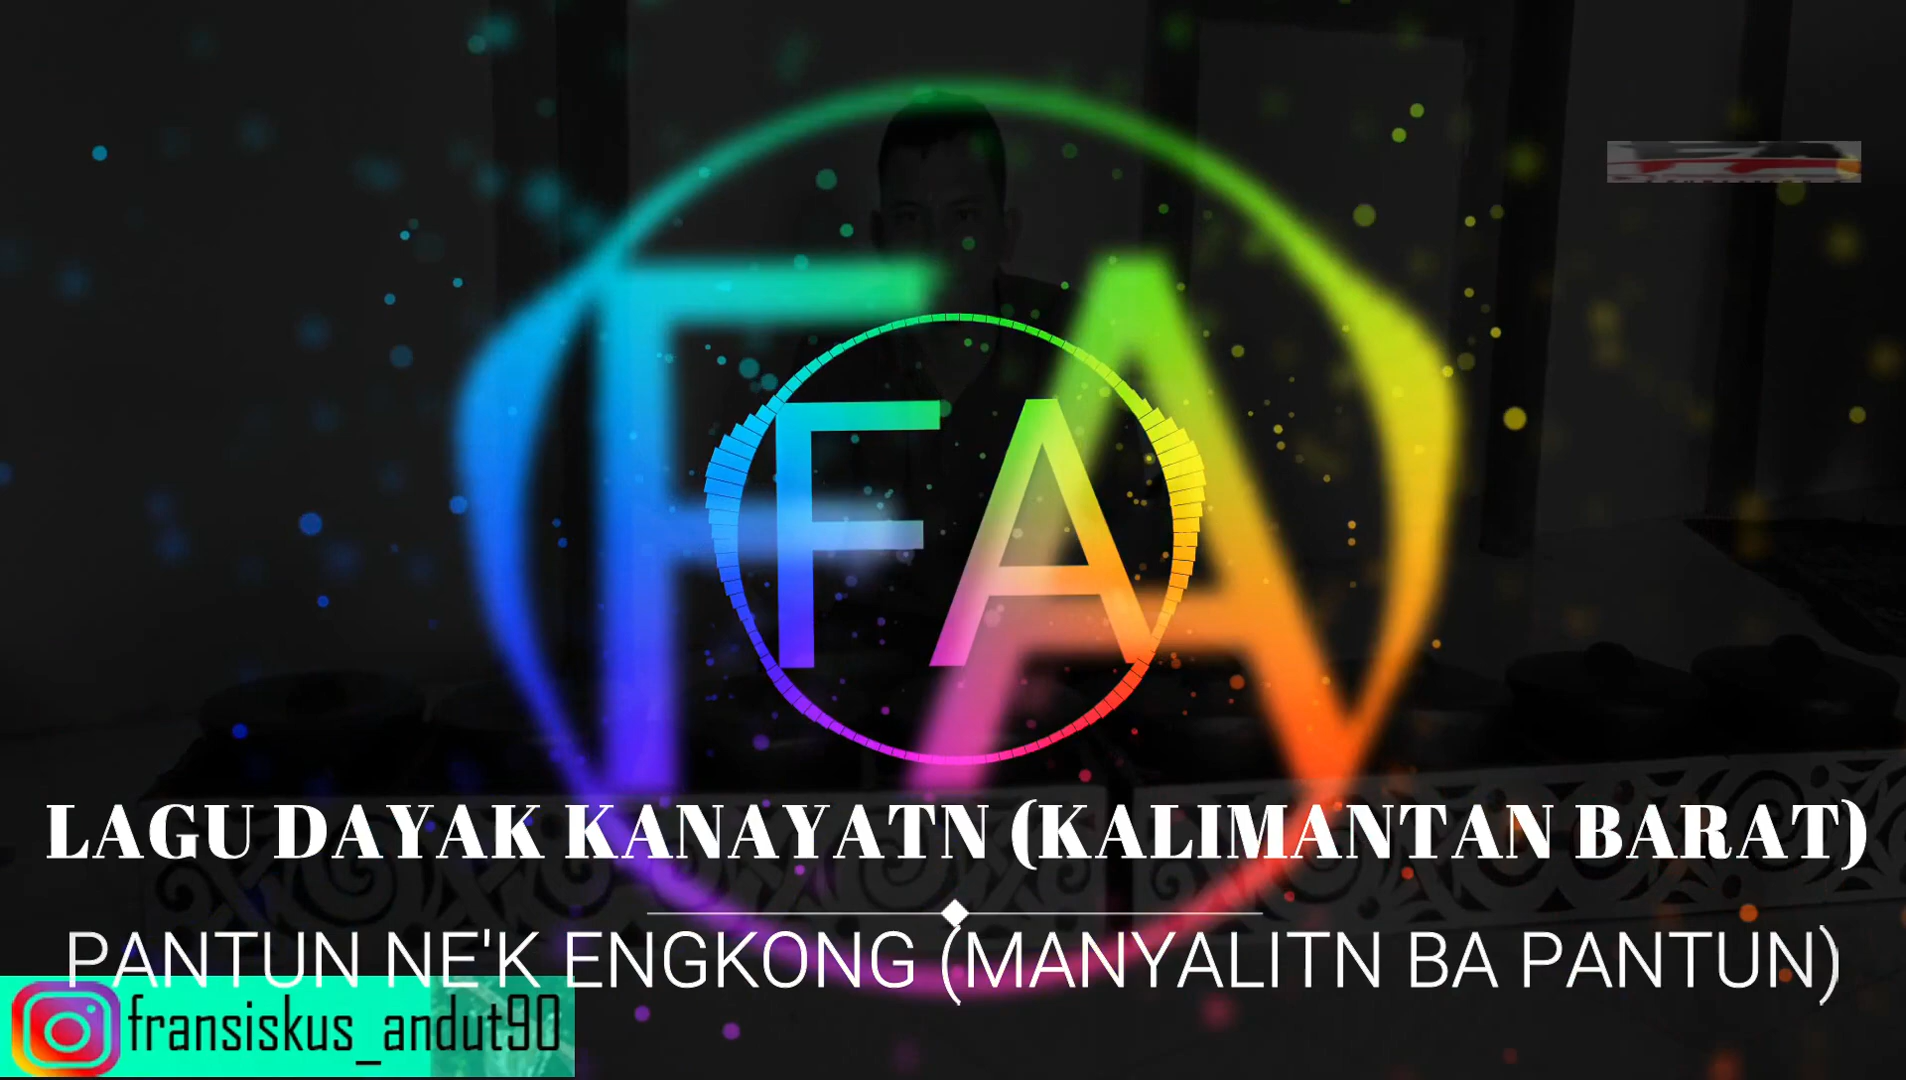 FA
FA
LAGU DAYAK KANAYATN (KALIMANTAN BARAT)
PANTUN NE'K ENGKONG (MANYALITN BA PANTUN)
fransiskus_andut90